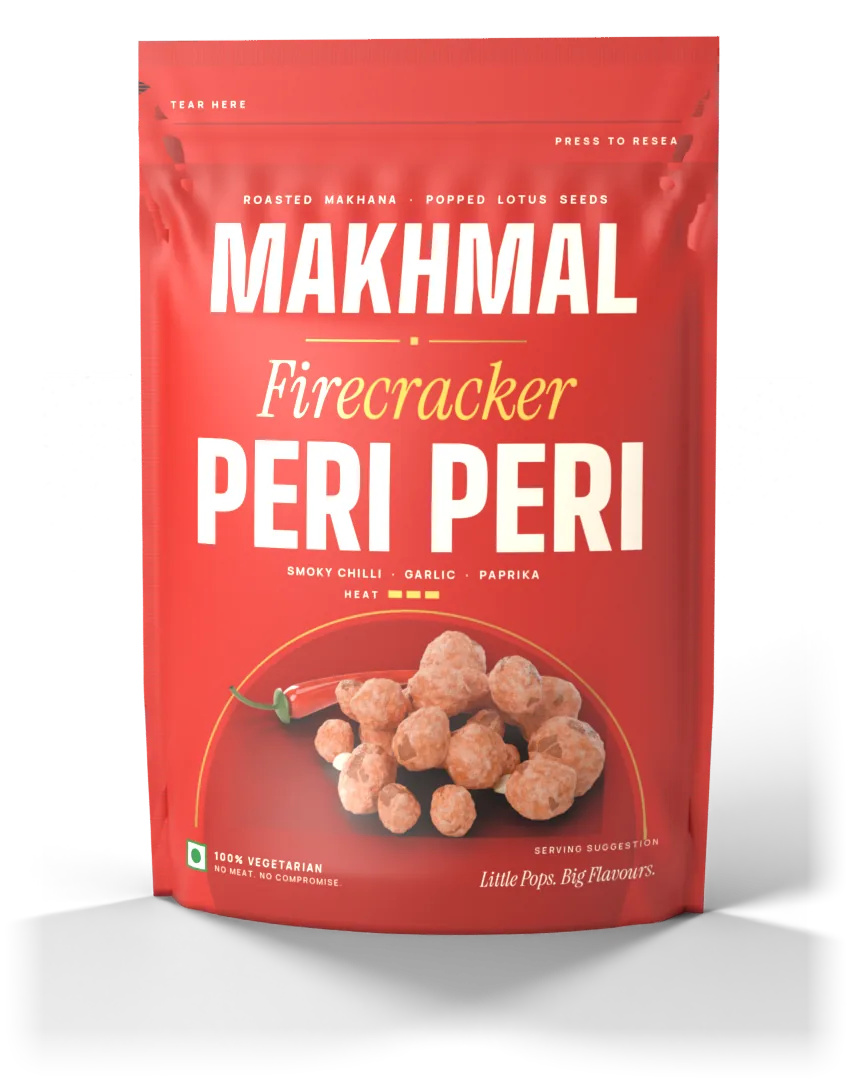 TEAR HERE
PRESS TO RESEA
ROASTED MAKHANA · POPPED LOTUS SEEDS
MAKHMAL
Firecracker
PERI PERI
SMOKY CHILLI · GARLIC · PAPRIKA
HEAT
SERVING SUGGESTION
100% VEGETARIAN
NO MEAT. NO COMPROMISE.
Little Pops. Big Flavours.